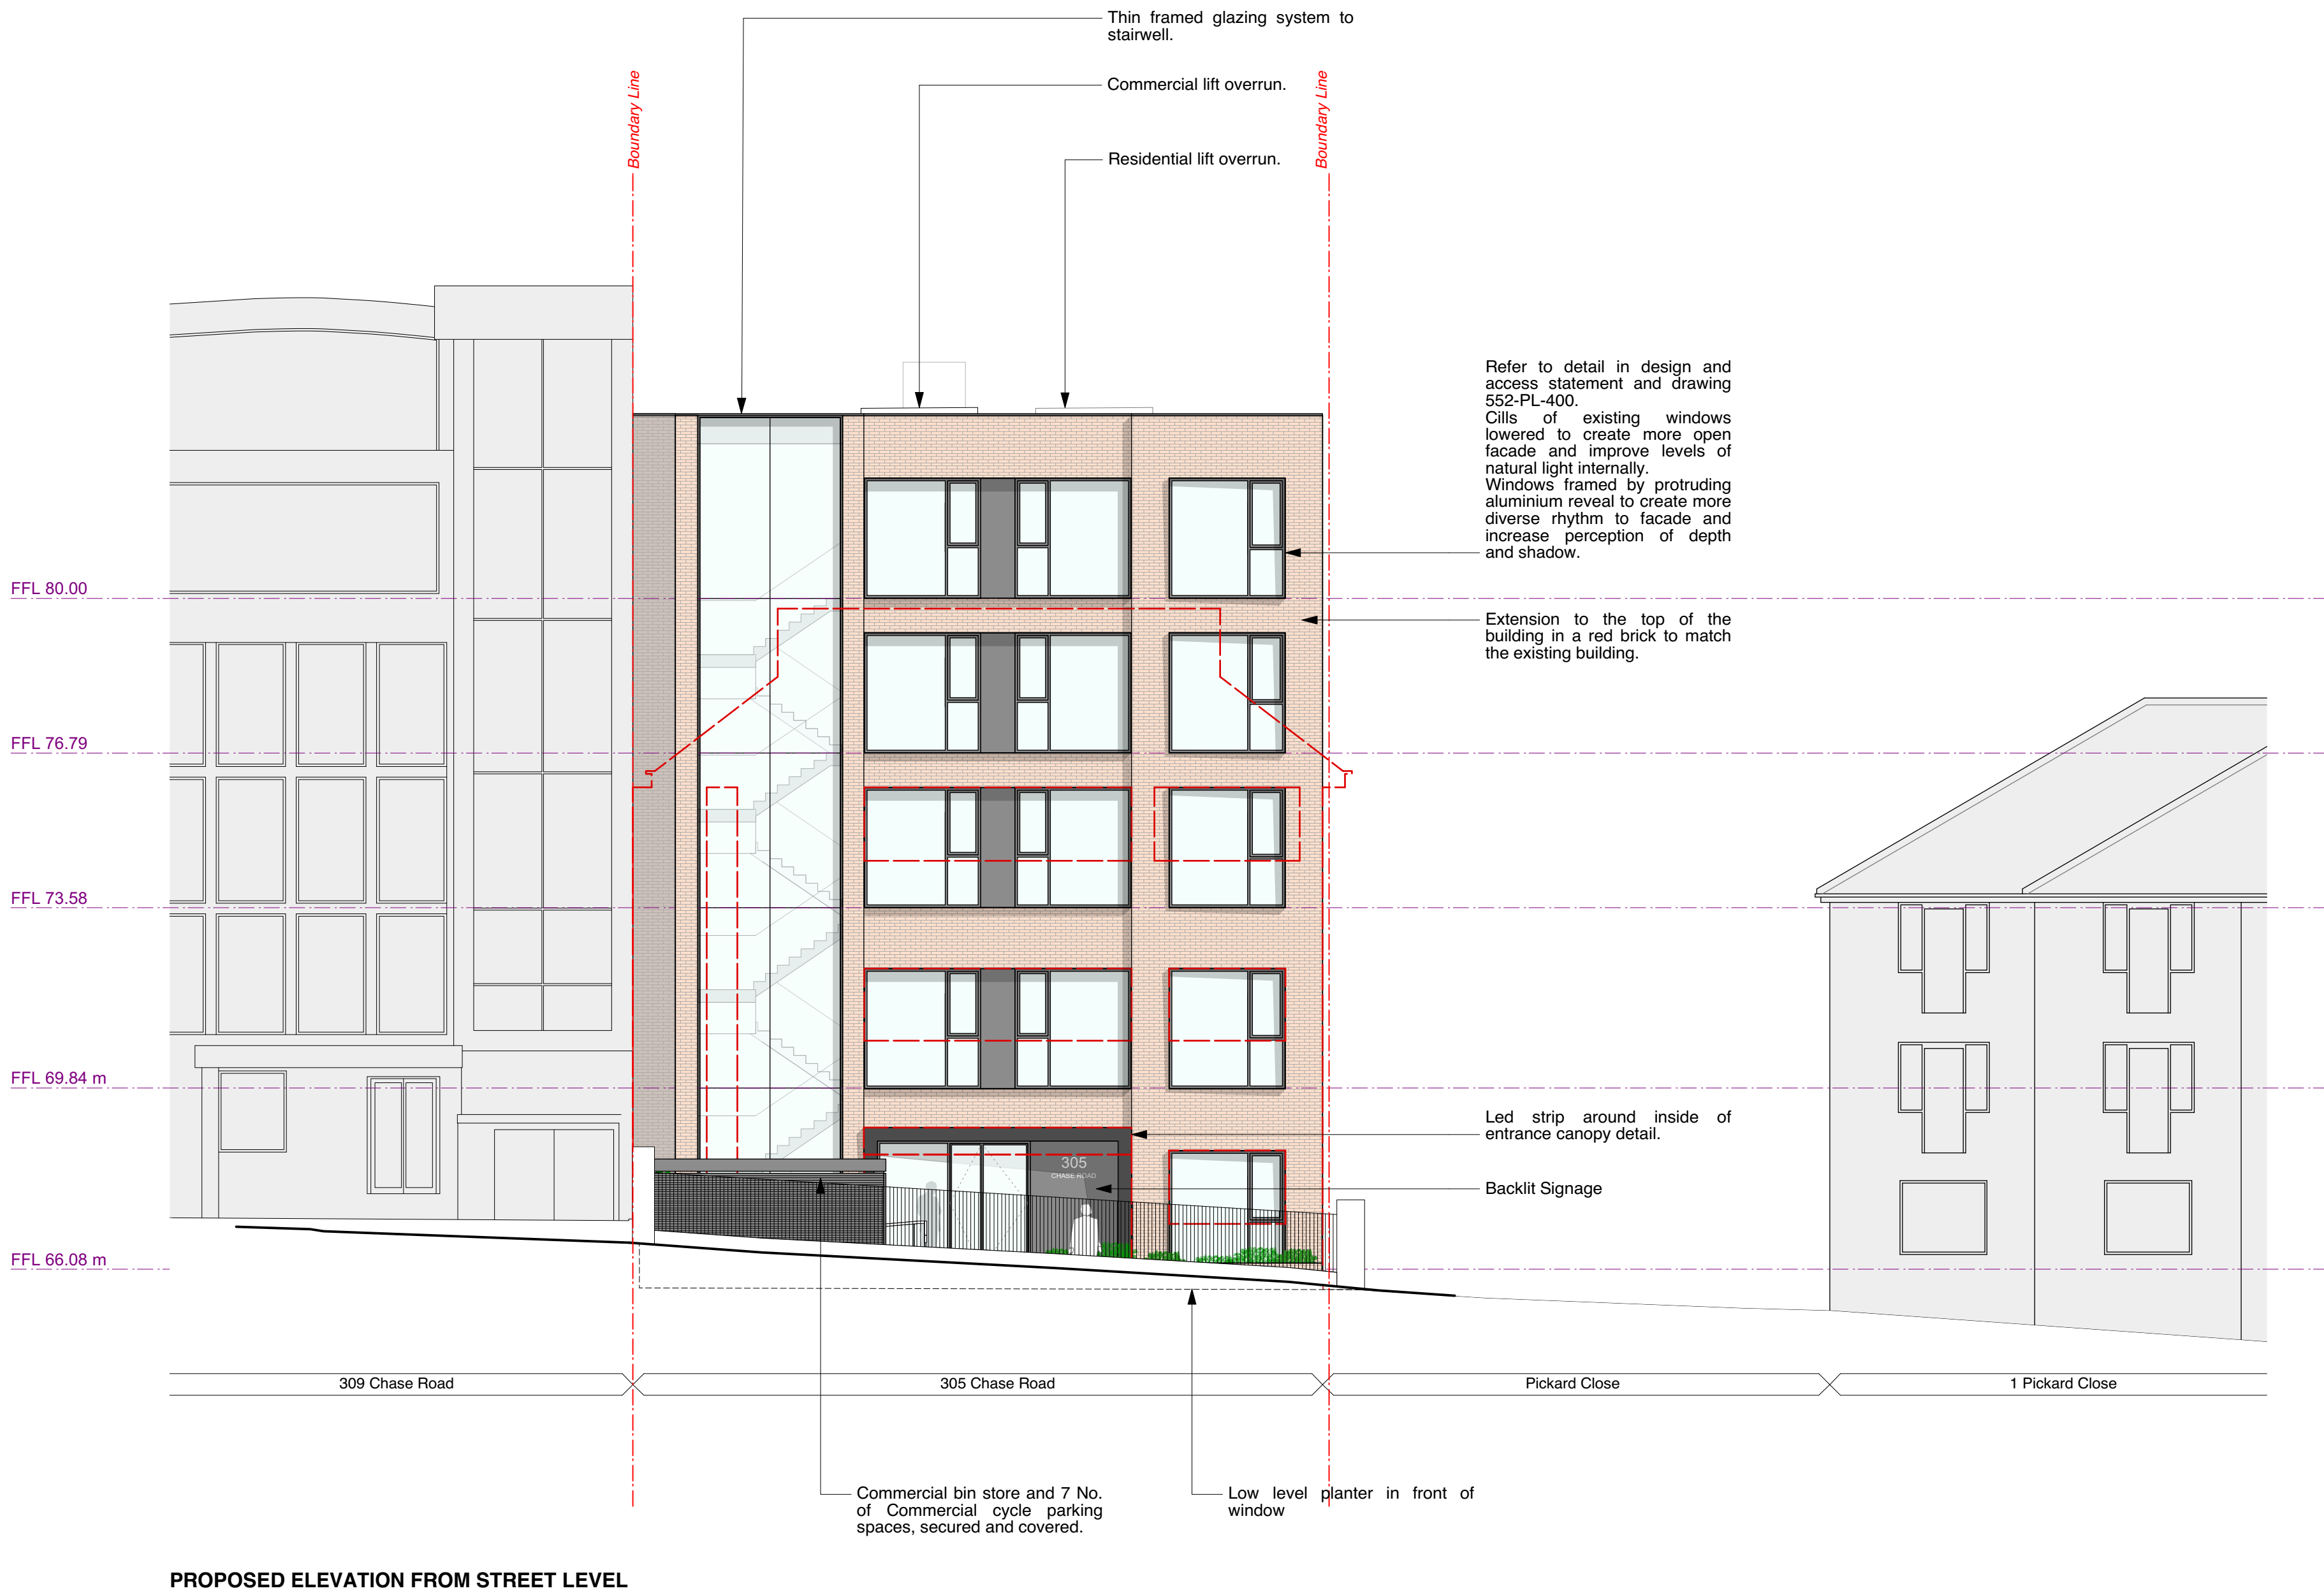 Thin framed glazing system to
stairwell.
Commercial lift overrun.
Residential lift overrun.
Boundary Line
Boundary Line
Refer to detail in design and
access statement and drawing
552-PL-400.
Cills of existing windows
lowered to create more open
facade and improve levels of
natural light internally.
Windows framed by protruding
aluminium reveal to create more
diverse rhythm to facade and
increase perception of depth
and shadow.
FFL 80.00
Extension to the top of the
building in a red brick to match
the existing building.
FFL 76.79
FFL 73.58
FFL 69.84 m
Led strip around inside of
entrance canopy detail.
305
CHASE ROAD
Backlit Signage
FFL 66.08 m
309 Chase Road
305 Chase Road
Pickard Close
1 Pickard Close
Commercial bin store and 7 No.
of Commercial cycle parking
spaces, secured and covered.
Low level planter in front of
window
PROPOSED ELEVATION FROM STREET LEVEL